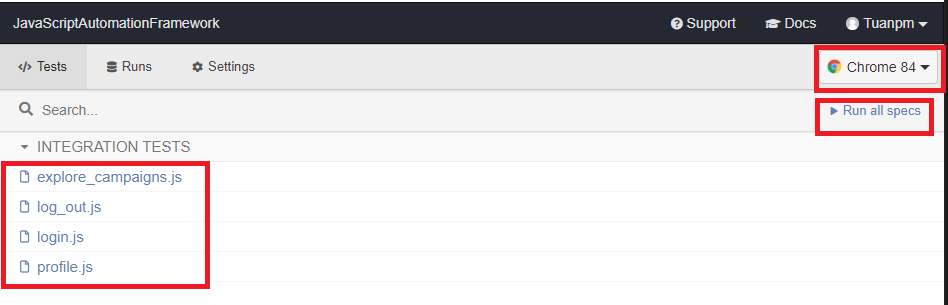 JavaScriptAutomationFramework Support Docs Tuanpm
Tests Runs Settings Chrome 84
Search... Run all specs
INTEGRATION TESTS
explore_campaigns.js
log_out.js
login.js
profile.js